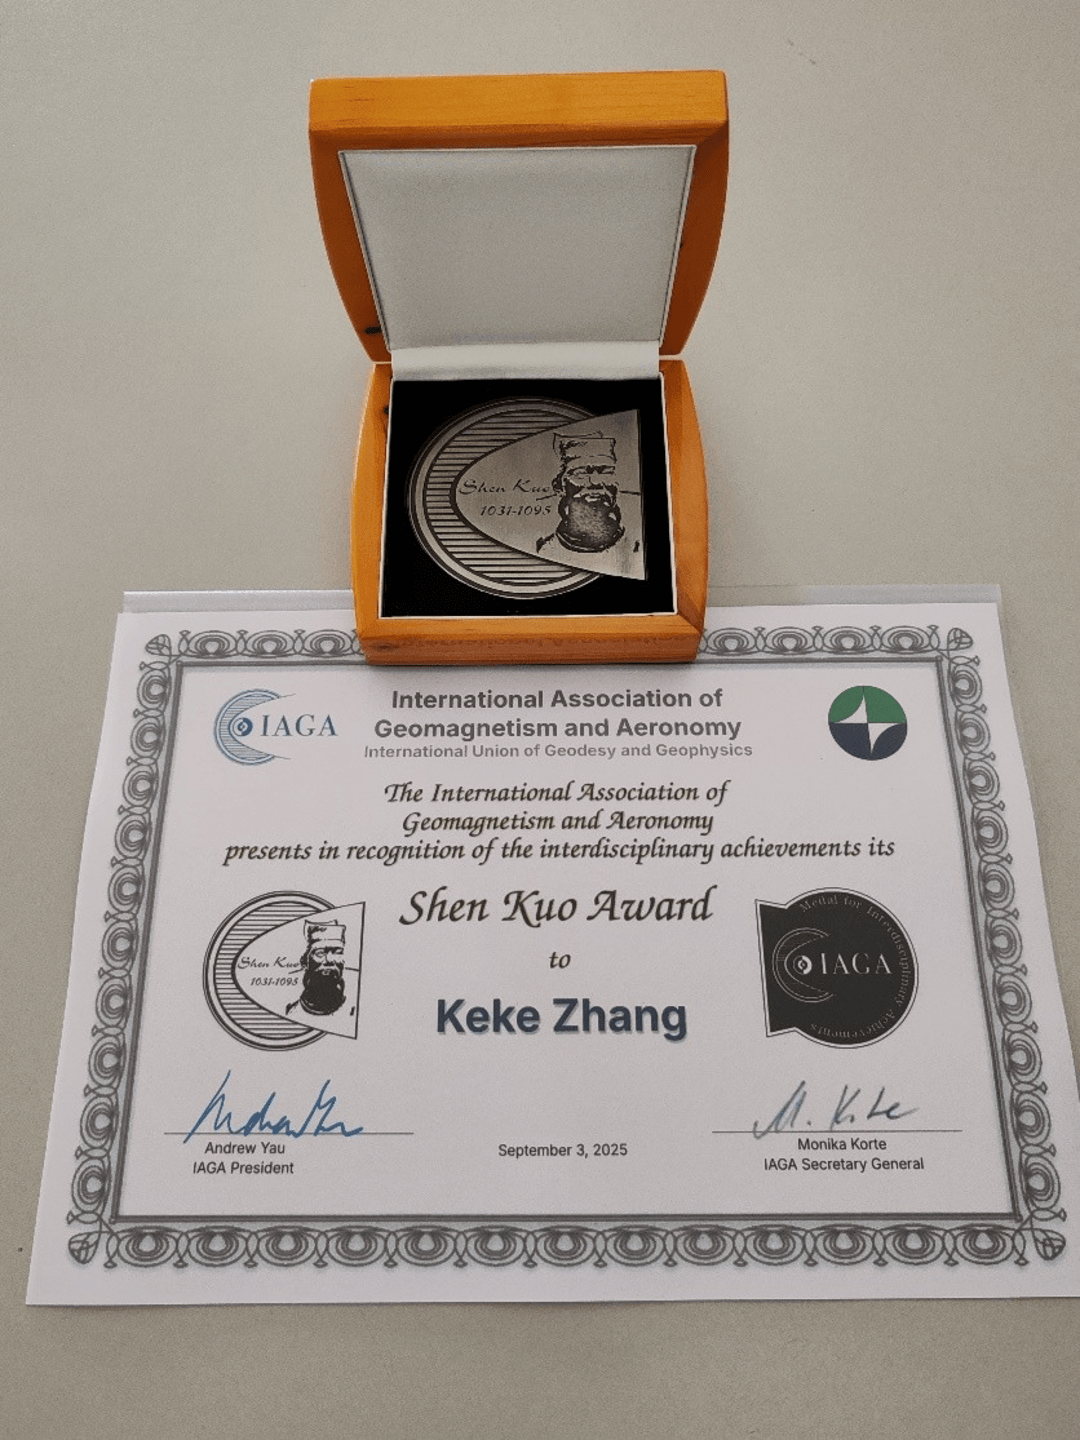 Shen Kuo
1031-1095
IAGA
International Association of
Geomagnetism and Aeronomy
International Union of Geodesy and Geophysics
The International Association of
Geomagnetism and Aeronomy
presents in recognition of the interdisciplinary achievements its
Shen Kuo Award
to
Keke Zhang
Shen Kuo
1031-1095
Medal for Interdisciplinary Achievements
IAGA
M. Korte
Andrew Yau
IAGA President
September 3, 2025
Monika Korte
IAGA Secretary General